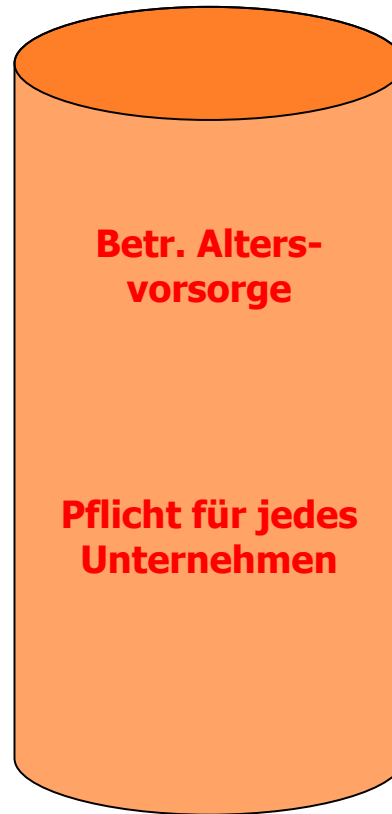 Betr. Alters-
vorsorge
Pflicht für jedes
Unternehmen